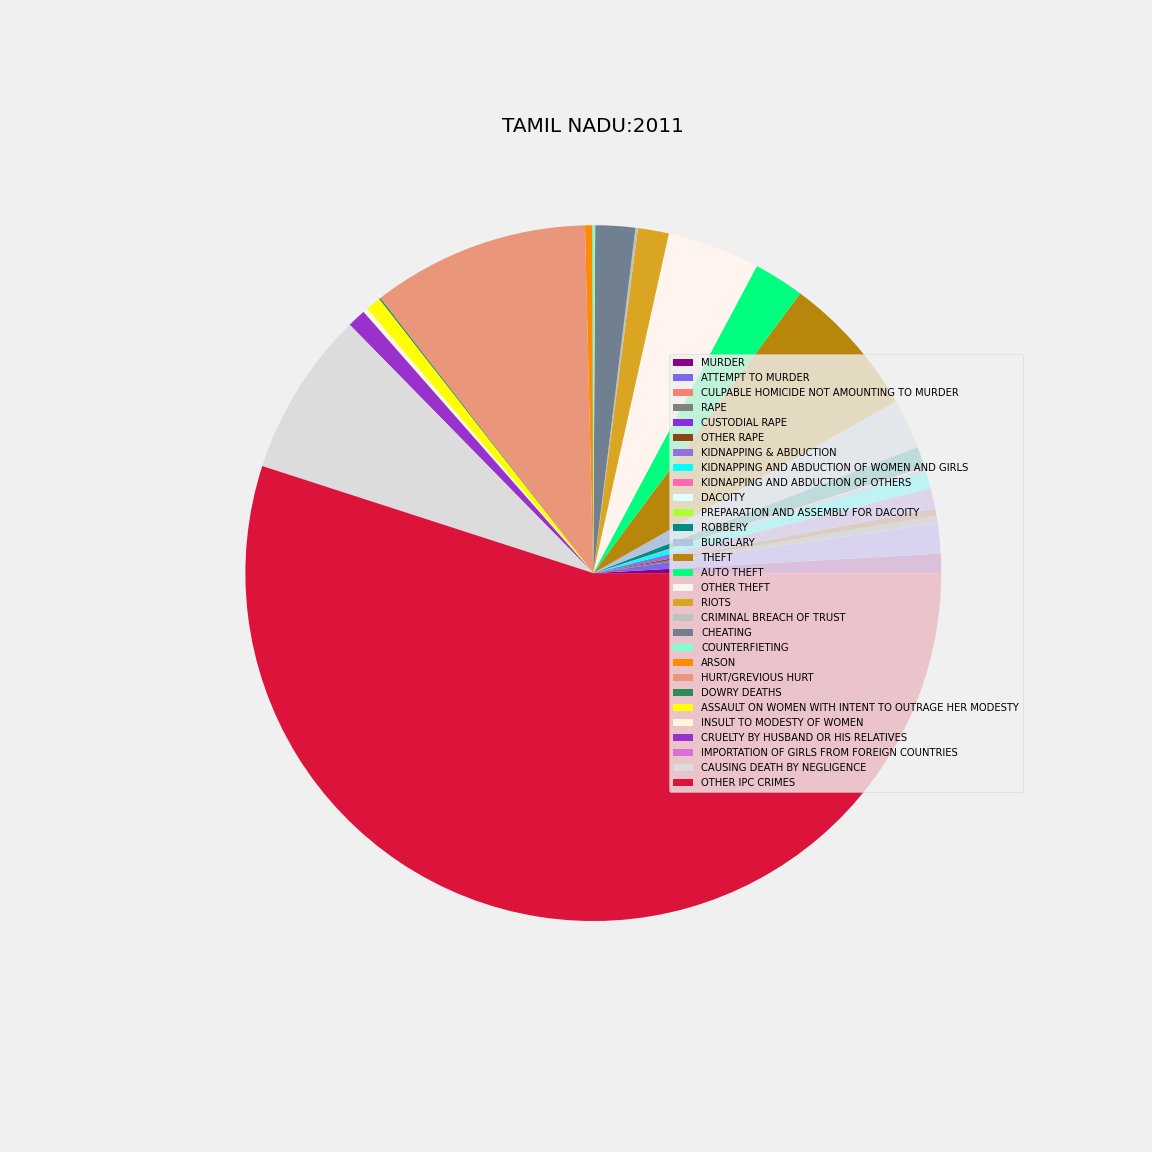 TAMIL NADU:2011
MURDER
ATTEMPT TO MURDER
CULPABLE HOMICIDE NOT AMOUNTING TO MURDER
RAPE
CUSTODIAL RAPE
OTHER RAPE
KIDNAPPING & ABDUCTION
KIDNAPPING AND ABDUCTION OF WOMEN AND GIRLS
KIDNAPPING AND ABDUCTION OF OTHERS
DACOITY
PREPARATION AND ASSEMBLY FOR DACOITY
ROBBERY
BURGLARY
THEFT
AUTO THEFT
OTHER THEFT
RIOTS
CRIMINAL BREACH OF TRUST
CHEATING
COUNTERFIETING
ARSON
HURT/GREVIOUS HURT
DOWRY DEATHS
ASSAULT ON WOMEN WITH INTENT TO OUTRAGE HER MODESTY
INSULT TO MODESTY OF WOMEN
CRUELTY BY HUSBAND OR HIS RELATIVES
IMPORTATION OF GIRLS FROM FOREIGN COUNTRIES
CAUSING DEATH BY NEGLIGENCE
OTHER IPC CRIMES